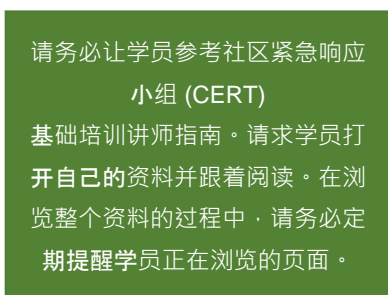 请务必让学员参考社区紧急响应
小组 (CERT)
基础培训讲师指南。请求学员打
开自己的资料并跟着阅读。在浏
览整个资料的过程中，请务必定
期提醒学员正在浏览的页面。